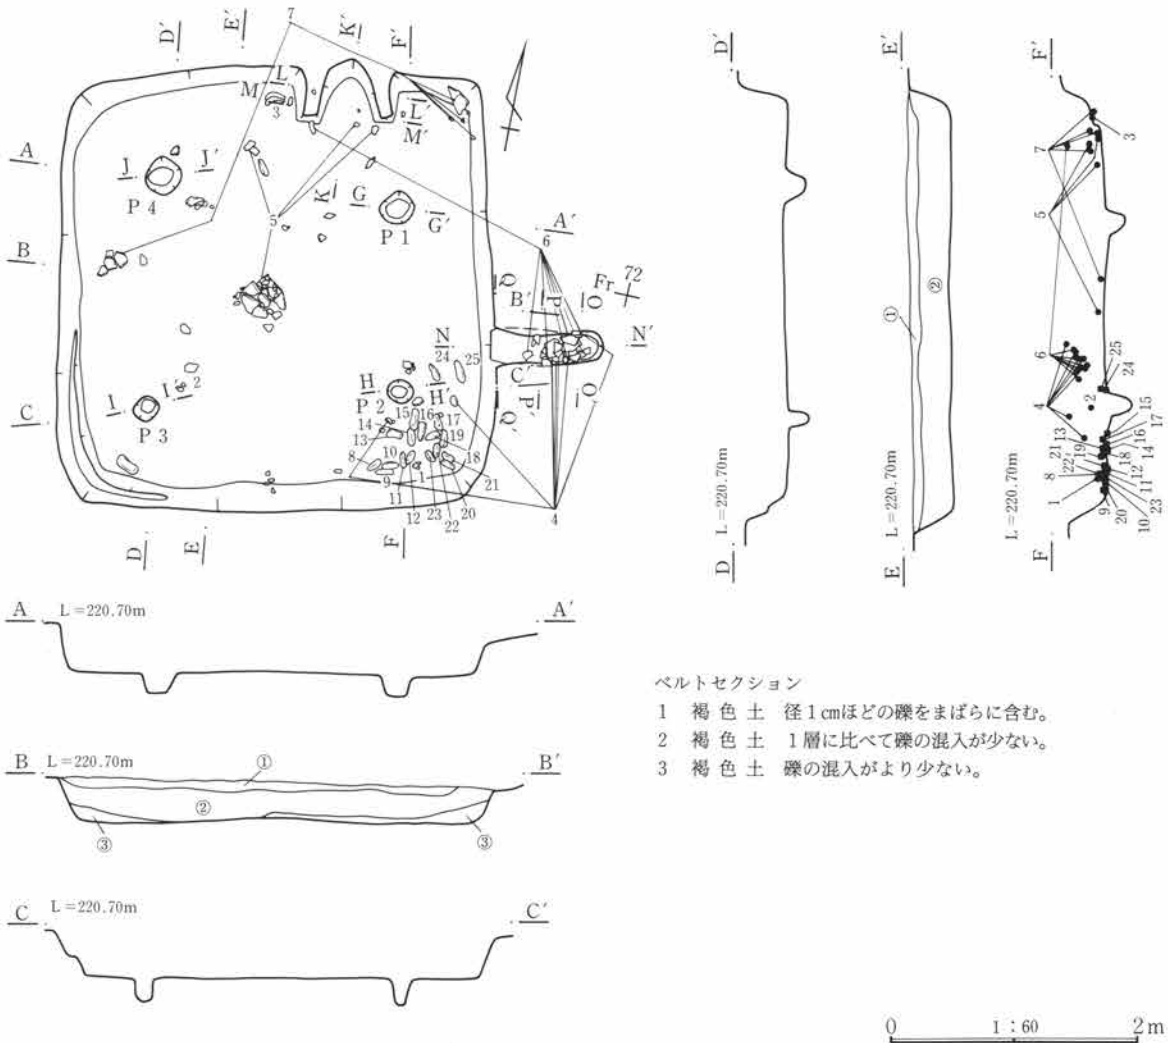 7
D′
E′
K′
F′
L
M
3
L′
M′
A
J
J′
P 4
K
G
G′
P 1
5
A′
6
B
Q
B′
P
O
Fr
72
N
N′
24
25
C′
P′
O′
Q′
2
I
I′
P 3
C
H
H′
P 2
15
16
17
14
13
19
8
10
18
9
1
21
11
12
23
22
20
4
D
E
F
D′
L=220.70m
D
E′
①
②
L=220.70m
E
F′
7
3
5
6
4
25
24
2
15
17
16
14
13
21
19
18
22
12
8
11
23
1
9
20
10
L=220.70m
F
A L=220.70m A′
B L=220.70m ① B′
②
③ ③
C L=220.70m C′
ベルトセクション
1 褐色土 径1cmほどの礫をまばらに含む。
2 褐色土 1層に比べて礫の混入が少ない。
3 褐色土 礫の混入がより少ない。
0 1:60 2m